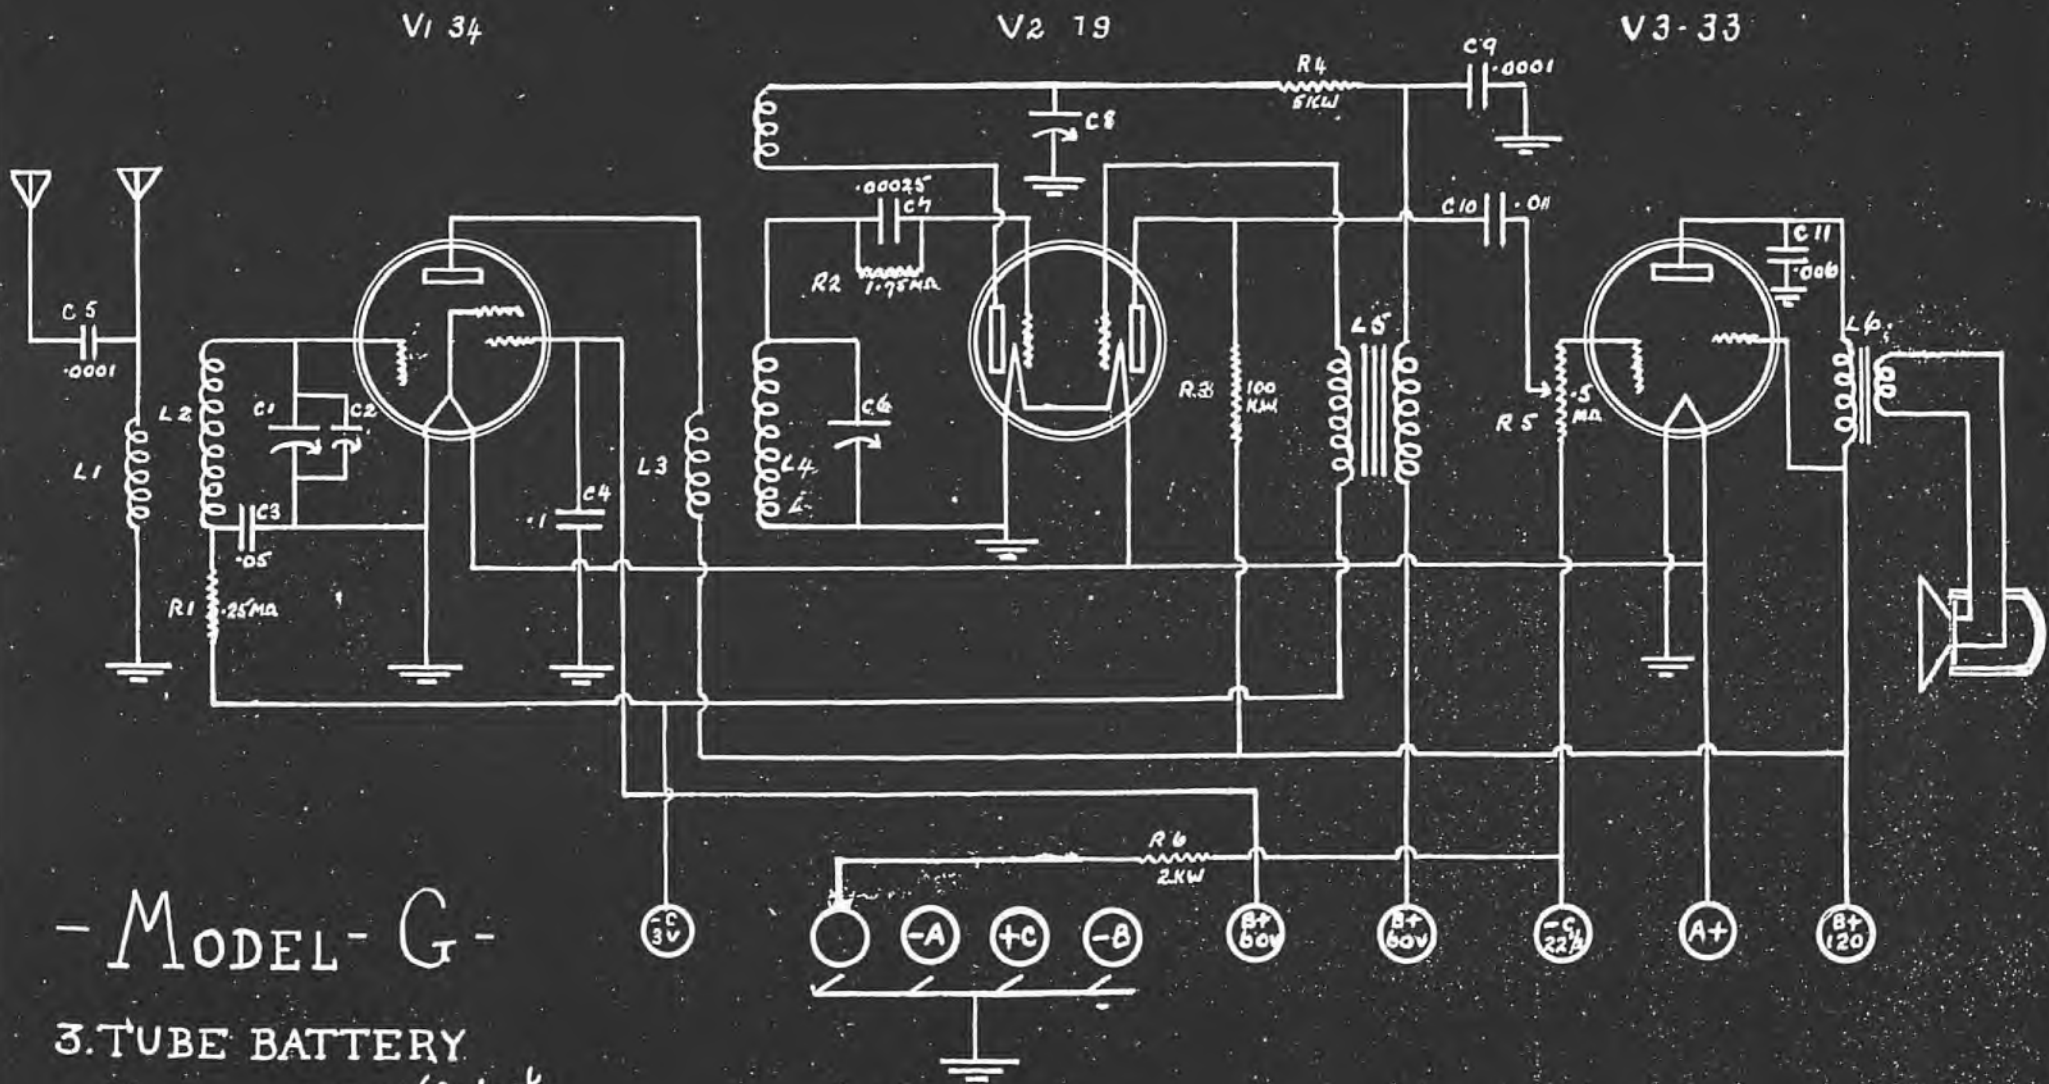 V1 34
V2 19
V3-33
C9
.0001
R4
5KW
C8
.00025
C7
C10
.011
C11
.006
R2
1.75MΩ
C5
.0001
L5
L6
L2
C1
C2
R3
100
KW
.5
MΩ
R5
C6
L1
L3
L4
C4
.1
C3
.05
R1
.25MΩ
R6
2KW
-C
3V
-A
+C
-B
B+
60V
B+
60V
-C
22½
A+
B+
120
-MODEL-G-
3.TUBE BATTERY